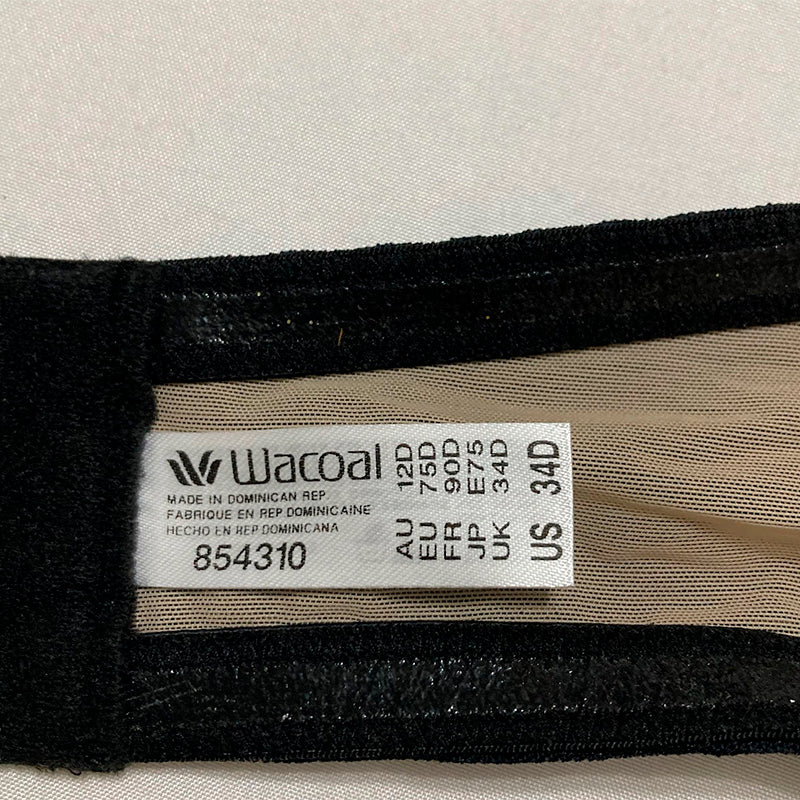 Wacoal
MADE IN DOMINICAN REP.
FABRIQUE EN REP DOMINICAINE
HECHO EN REP DOMINICANA
854310
AU 12D
EU 75D
FR 90D
JP E75
UK 34D
US 34D